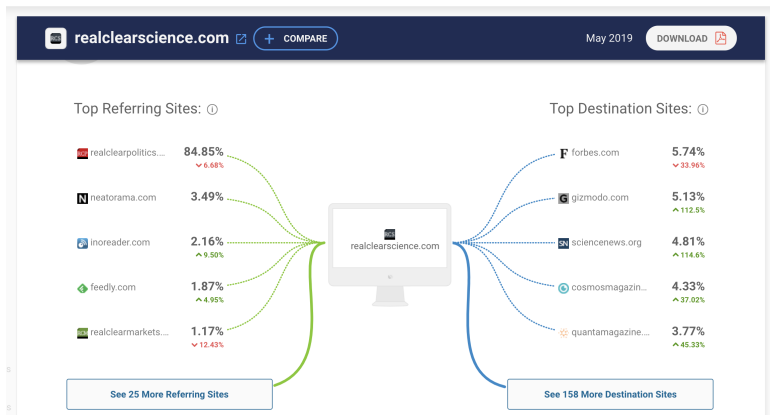 realclearscience.com
+ COMPARE
May 2019
DOWNLOAD
Top Referring Sites:
realclearpolitics....
84.85%
6.68%
neatorama.com
3.49%
inoreader.com
2.16%
9.50%
feedly.com
1.87%
4.95%
realclearmarkets....
1.17%
12.43%
See 25 More Referring Sites
RCS
realclearscience.com
Top Destination Sites:
F forbes.com
5.74%
33.96%
G gizmodo.com
5.13%
112.5%
SN sciencenews.org
4.81%
114.6%
cosmosmagazin...
4.33%
37.02%
quantamagazine....
3.77%
45.33%
See 158 More Destination Sites